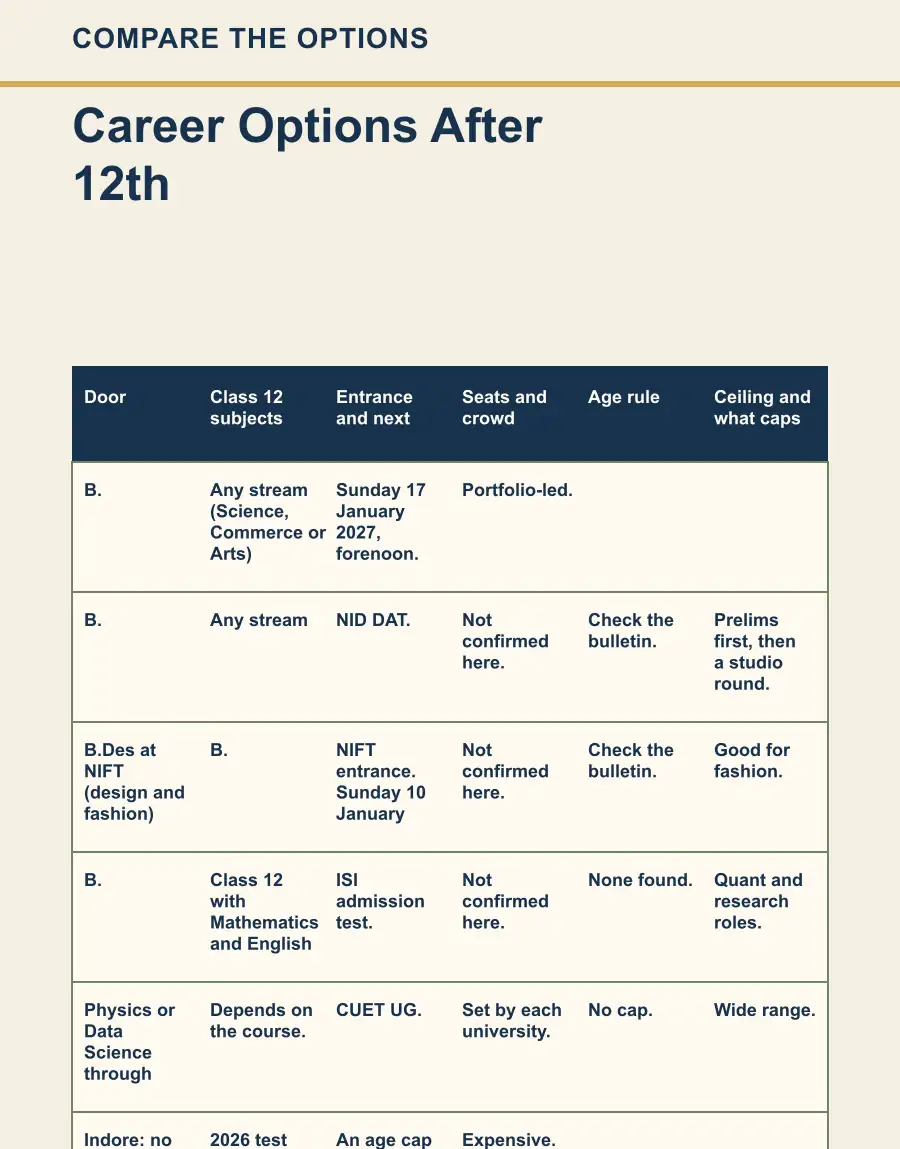 COMPARE THE OPTIONS
Career Options After
12th
Door
Class 12
subjects
Entrance
and next
Seats and
crowd
Age rule
Ceiling and
what caps
B.
Any stream
(Science,
Commerce or
Arts)
Sunday 17
January
2027,
forenoon.
Portfolio-led.
B.
Any stream
NID DAT.
Not
confirmed
here.
Check the
bulletin.
Prelims
first, then
a studio
round.
B.Des at
NIFT
(design and
fashion)
B.
NIFT
entrance.
Sunday 10
January
Not
confirmed
here.
Check the
bulletin.
Good for
fashion.
B.
Class 12
with
Mathematics
and English
ISI
admission
test.
Not
confirmed
here.
None found.
Quant and
research
roles.
Physics or
Data
Science
through
Depends on
the course.
CUET UG.
Set by each
university.
No cap.
Wide range.
Indore: no
2026 test
An age cap
Expensive.